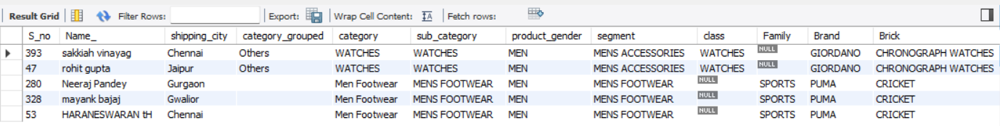 Result Grid Filter Rows: Export: Wrap Cell Content: IA Fetch rows:
S_no Name_ shipping_city category_grouped category sub_category product_gender segment class Family Brand Brick
393 sakkiah vinayag Chennai Others WATCHES WATCHES MEN MENS ACCESSORIES WATCHES NULL GIORDANO CHRONOGRAPH WATCHES
47 rohit gupta Jaipur Others WATCHES WATCHES MEN MENS ACCESSORIES WATCHES NULL GIORDANO CHRONOGRAPH WATCHES
280 Neeraj Pandey Gurgaon Men Footwear MENS FOOTWEAR MEN MENS FOOTWEAR NULL SPORTS PUMA CRICKET
328 mayank bajaj Gwalior Men Footwear MENS FOOTWEAR MEN MENS FOOTWEAR NULL SPORTS PUMA CRICKET
53 HARANESWARAN tH Chennai Men Footwear MENS FOOTWEAR MEN MENS FOOTWEAR NULL SPORTS PUMA CRICKET